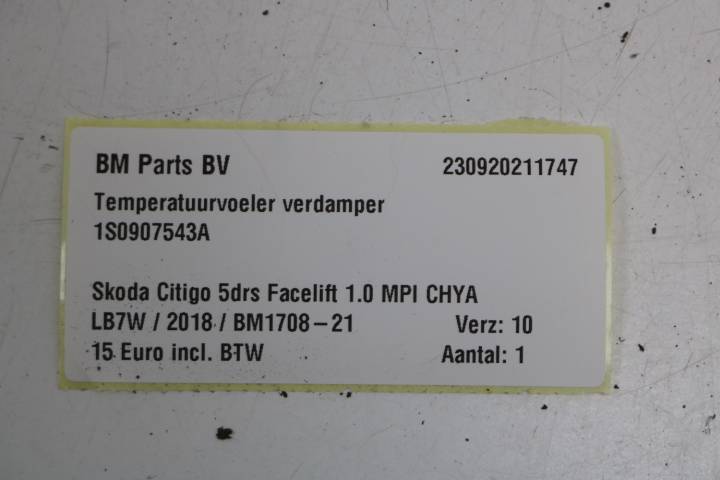 BM Parts BV 230920211747
Temperatuurvoeler verdamper
1S0907543A
Skoda Citigo 5drs Facelift 1.0 MPI CHYA
LB7W / 2018 / BM1708-21 Verz: 10
15 Euro incl. BTW Aantal: 1